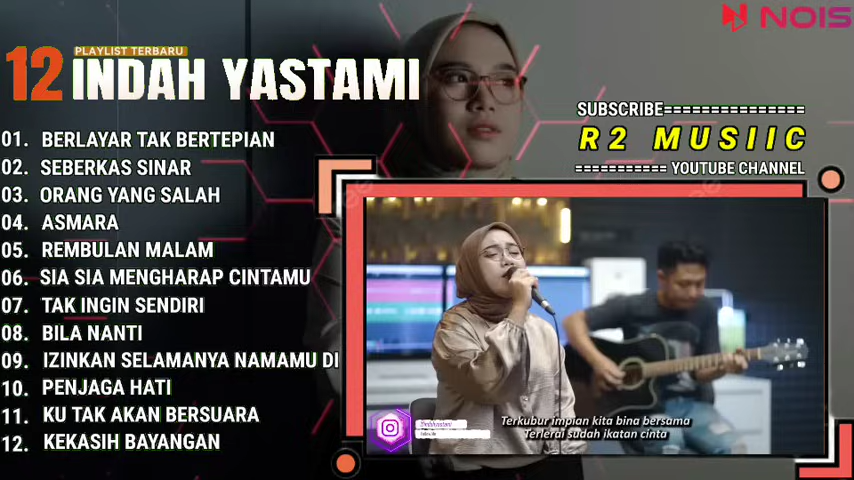 NOIS
PLAYLIST TERBARU
12 INDAH YASTAMI
SUBSCRIBE===============
R2 MUSIIC
=========== YOUTUBE CHANNEL
01. BERLAYAR TAK BERTEPIAN
02. SEBERKAS SINAR
03. ORANG YANG SALAH
04. ASMARA
05. REMBULAN MALAM
06. SIA SIA MENGHARAP CINTAMU
07. TAK INGIN SENDIRI
08. BILA NANTI
09. IZINKAN SELAMANYA NAMAMU DI
10. PENJAGA HATI
11. KU TAK AKAN BERSUARA
12. KEKASIH BAYANGAN
Terkubur impian kita bina bersama
Terlerai sudah ikatan cinta